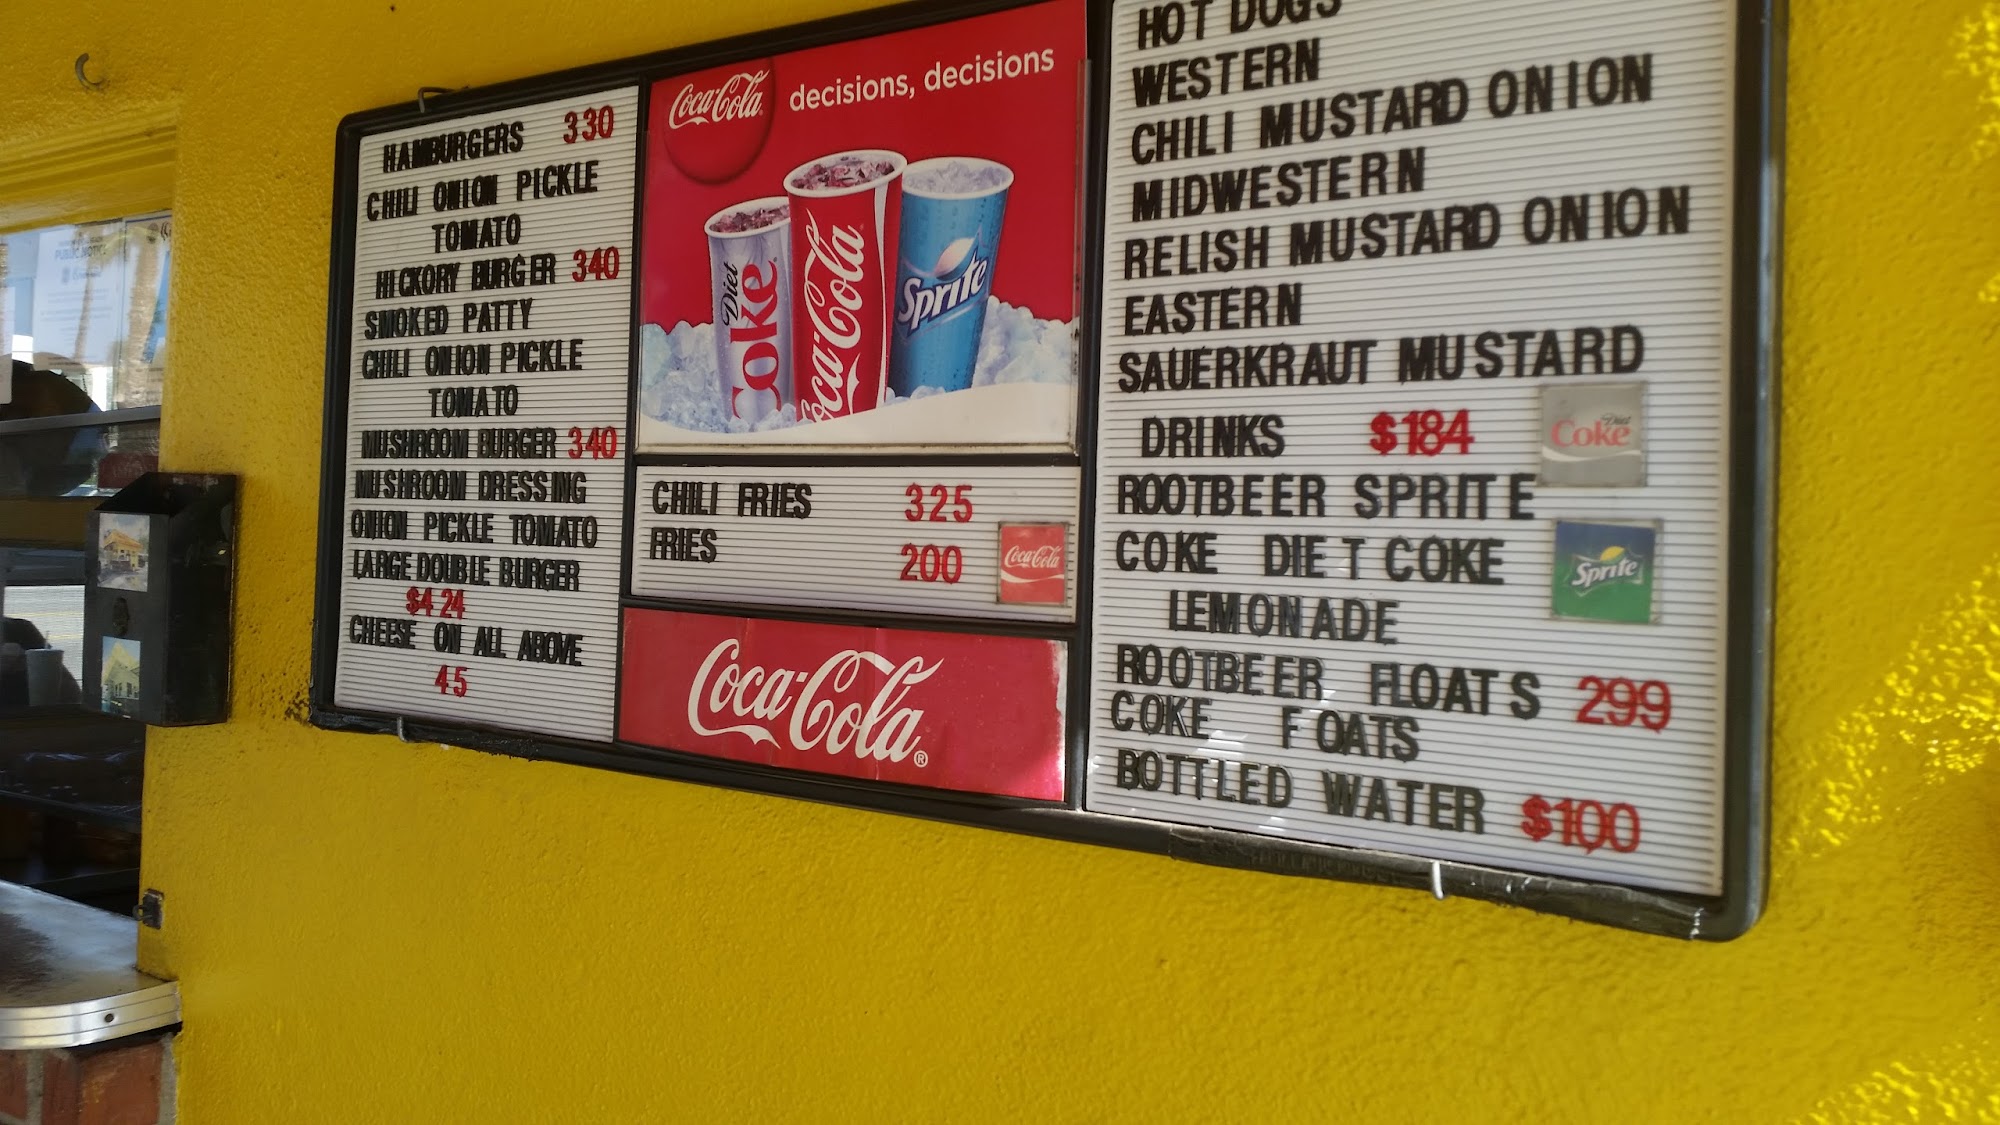 HAMBURGERS 330
CHILI ONION PICKLE
TOMATO
HICKORY BURGER 340
SMOKED PATTY
CHILI ONION PICKLE
TOMATO
MUSHROOM BURGER 340
MUSHROOM DRESSING
ONION PICKLE TOMATO
LARGE DOUBLE BURGER
$4 24
CHEESE ON ALL ABOVE
45
Coca-Cola decisions, decisions
Diet Coke
Coca-Cola
Sprite
CHILI FRIES 325
FRIES 200
Coca-Cola
Coca-Cola®
HOT DOGS
WESTERN
CHILI MUSTARD ONION
MIDWESTERN
RELISH MUSTARD ONION
EASTERN
SAUERKRAUT MUSTARD
DRINKS $184
Diet Coke
ROOTBEER SPRITE
COKE DIET COKE
Sprite
LEMONADE
ROOTBEER FLOATS 299
COKE F OATS
BOTTLED WATER $100
PUBLIC NOTICE